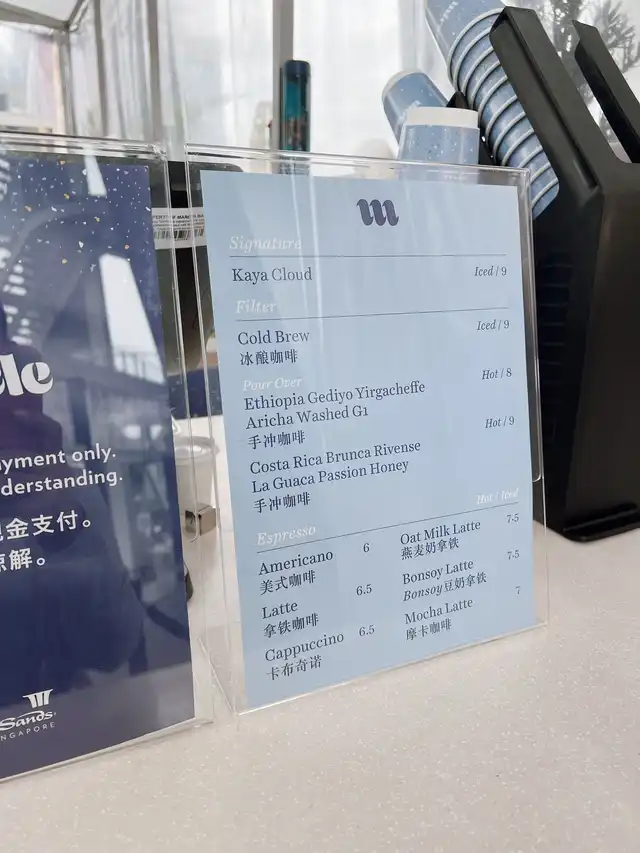 yment only.
derstanding.
金支付。
解。
Sands
NGAPORE
m
Signature
Kaya Cloud Iced / 9
Filter
Cold Brew Iced / 9
冰酿咖啡
Pour Over
Ethiopia Gediyo Yirgacheffe Hot / 8
Aricha Washed G1
手冲咖啡
Costa Rica Brunca Rivense Hot / 9
La Guaca Passion Honey
手冲咖啡
Espresso Hot / Iced
Americano 6
美式咖啡
Latte 6.5
拿铁咖啡
Cappuccino 6.5
卡布奇诺
Oat Milk Latte 7.5
燕麦奶拿铁
Bonsoy Latte 7.5
Bonsoy豆奶拿铁
Mocha Latte 7
摩卡咖啡